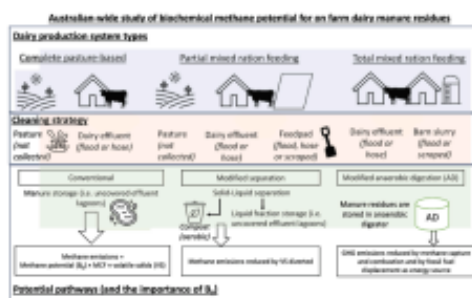 Australian-wide study of biochemical methane potential for on farm dairy manure residues
Dairy production system types
Complete pasture based
Partial mixed ration feeding
Total mixed ration feeding
Cleaning strategy
Pasture
(not
collected)
Dairy effluent
(flood or hose)
Pasture
(not
collected)
Dairy effluent
(flood or
hose)
Feedpad
(flood, hose
or scraped)
Dairy effluent
(flood or
hose)
Barn slurry
(flood or
scraped)
Conventional
Modified separation
Modified anaerobic digestion (AD)
Manure storage (i.e. uncovered effluent
lagoons)
Solid-Liquid separation
Liquid fraction storage (i.e.
uncovered effluent lagoons)
Compost
(aerobic)
Manure residues
are stored in anaerobic
digester
AD
Methane emissions =
Methane potential (B₀) × MCF × volatile solids (VS)
Methane emissions reduced by VS diverted
GHG emissions reduced by methane capture
and combustion and by fossil fuel
displacement as energy source
Potential pathways (and the importance of B₀)